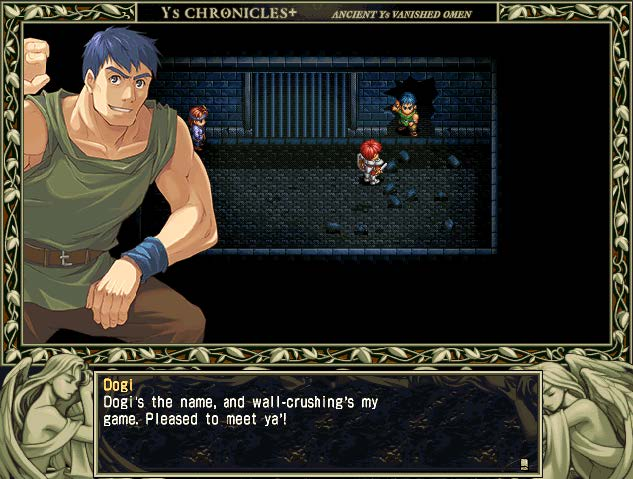 Ys CHRONICLES+
ANCIENT Ys VANISHED OMEN
Dogi
Dogi's the name, and wall-crushing's my
game. Pleased to meet ya'!